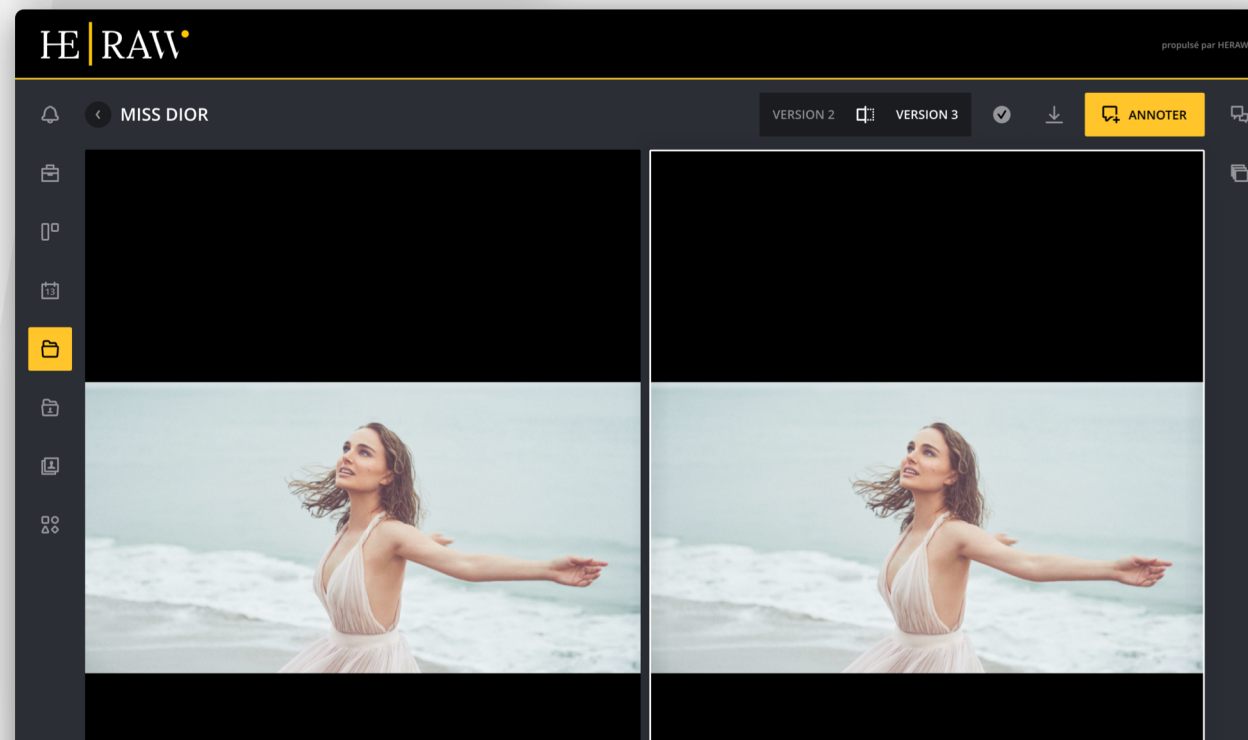 HE|RAW
propulsé par HERAW
MISS DIOR
VERSION 2
VERSION 3
ANNOTER
13